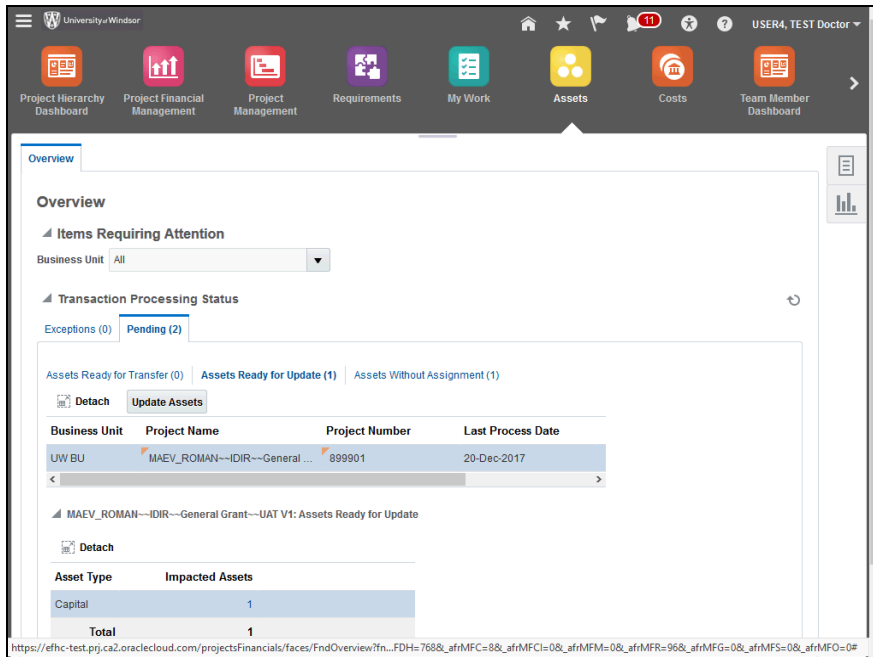 University of Windsor
11
USER4, TEST Doctor
Project Hierarchy Dashboard
Project Financial Management
Project Management
Requirements
My Work
Assets
Costs
Team Member Dashboard
Overview
Overview
Items Requiring Attention
Business Unit All
Transaction Processing Status
Exceptions (0) Pending (2)
Assets Ready for Transfer (0) Assets Ready for Update (1) Assets Without Assignment (1)
Detach Update Assets
Business Unit Project Name Project Number Last Process Date
UW BU MAEV_ROMAN~~IDIR~~General ... 899901 20-Dec-2017
MAEV_ROMAN~~IDIR~~General Grant~~UAT V1: Assets Ready for Update
Detach
Asset Type Impacted Assets
Capital 1
Total 1
https://efhc-test.prj.ca2.oraclecloud.com/projectsFinancials/faces/FndOverview?fn...FDH=768&_afrMFC=8&_afrMFCI=0&_afrMFM=0&_afrMFR=96&_afrMFG=0&_afrMFS=0&_afrMFO=0#